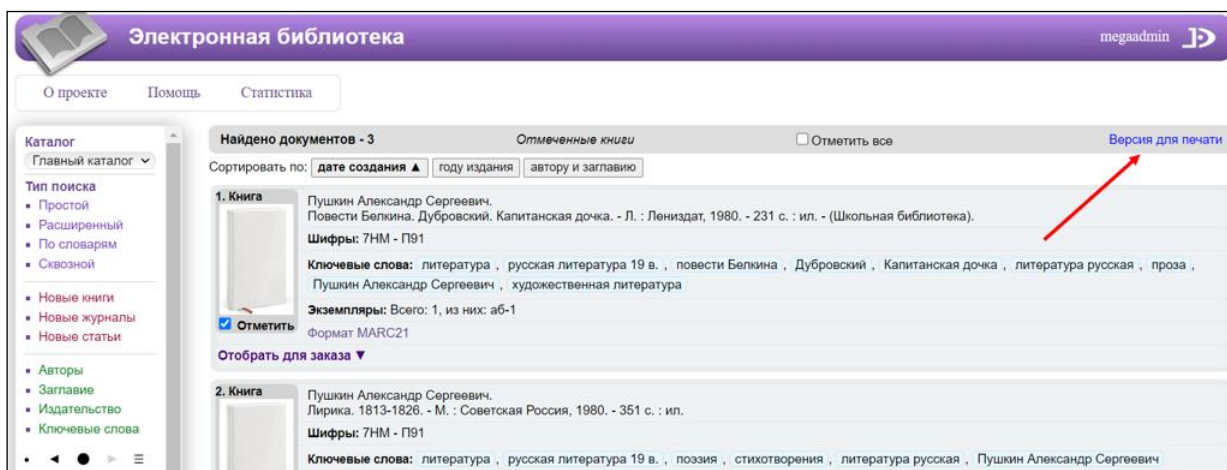 Электронная библиотека
megaadmin
О проекте Помощь Статистика
Каталог
Главный каталог
Тип поиска
Простой
Расширенный
По словарям
Сквозной
Новые книги
Новые журналы
Новые статьи
Авторы
Заглавие
Издательство
Ключевые слова
Найдено документов - 3 Отмеченные книги Отметить все Версия для печати
Сортировать по: дате создания ▲ году издания автору и заглавию
1. Книга
Пушкин Александр Сергеевич.
Повести Белкина. Дубровский. Капитанская дочка. - Л. : Лениздат, 1980. - 231 с. : ил. - (Школьная библиотека).
Шифры: 7НМ - П91
Ключевые слова: литература , русская литература 19 в. , повести Белкина , Дубровский , Капитанская дочка , литература русская , проза ,
Пушкин Александр Сергеевич , художественная литература
Экземпляры: Всего: 1, из них: аб-1
Отметить
Формат MARC21
Отобрать для заказа ▼
2. Книга
Пушкин Александр Сергеевич.
Лирика. 1813-1826. - М. : Советская Россия, 1980. - 351 с. : ил.
Шифры: 7НМ - П91
Ключевые слова: литература , русская литература 19 в. , поэзия , стихотворения , литература русская , Пушкин Александр Сергеевич